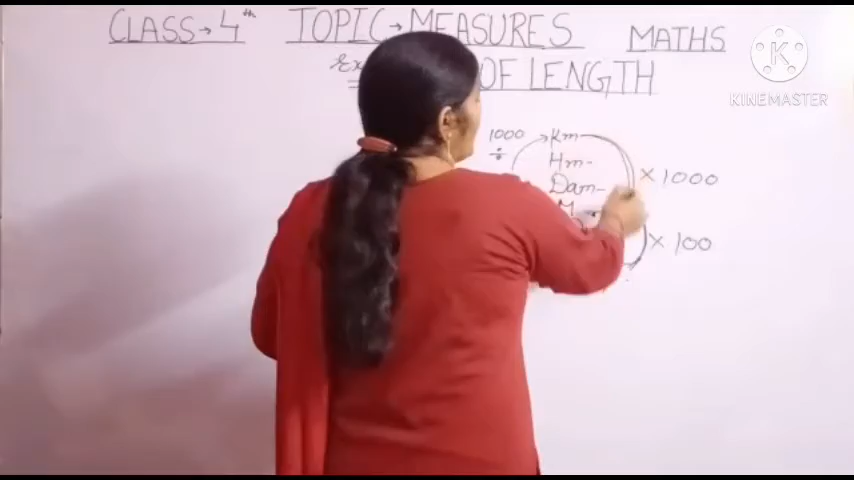 CLASS → 4th TOPIC → MEASURES MATHS
OF LENGTH
1000 ÷ Km × 1000
Hm-
Dam-
M
× 100
K
KINEMASTER